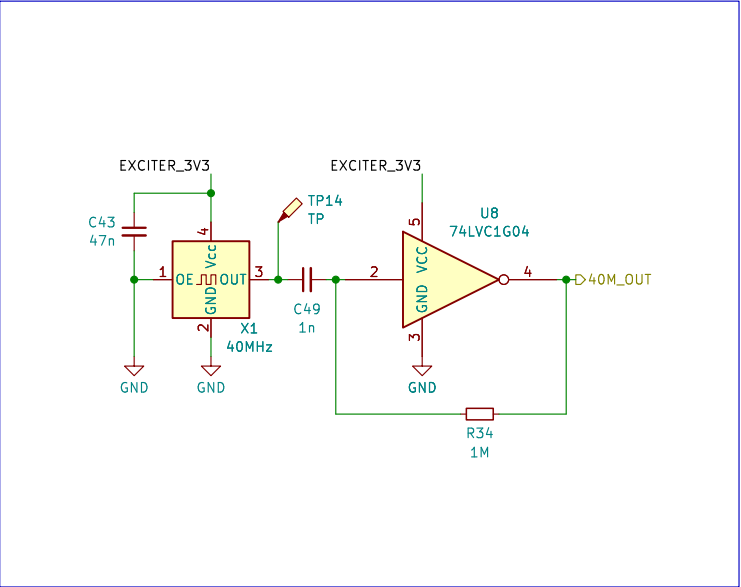 EXCITER_3V3
EXCITER_3V3
TP14
TP
U8
74LVC1G04
C43
47n
4
5
Vcc
VCC
1
OE
OUT
3
2
4
40M_OUT
GND
GND
2
3
C49
1n
X1
40MHz
GND
GND
GND
R34
1M